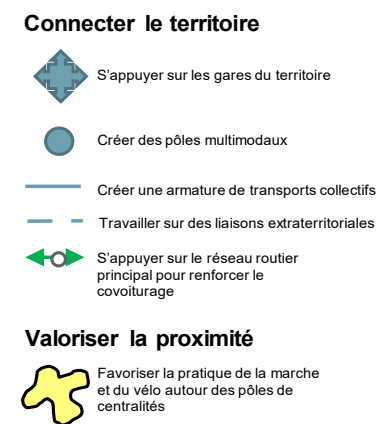 Connecter le territoire
S'appuyer sur les gares du territoire
Créer des pôles multimodaux
Créer une armature de transports collectifs
Travailler sur des liaisons extraterritoriales
S'appuyer sur le réseau routier
principal pour renforcer le
covoiturage
Valoriser la proximité
Favoriser la pratique de la marche
et du vélo autour des pôles de
centralités